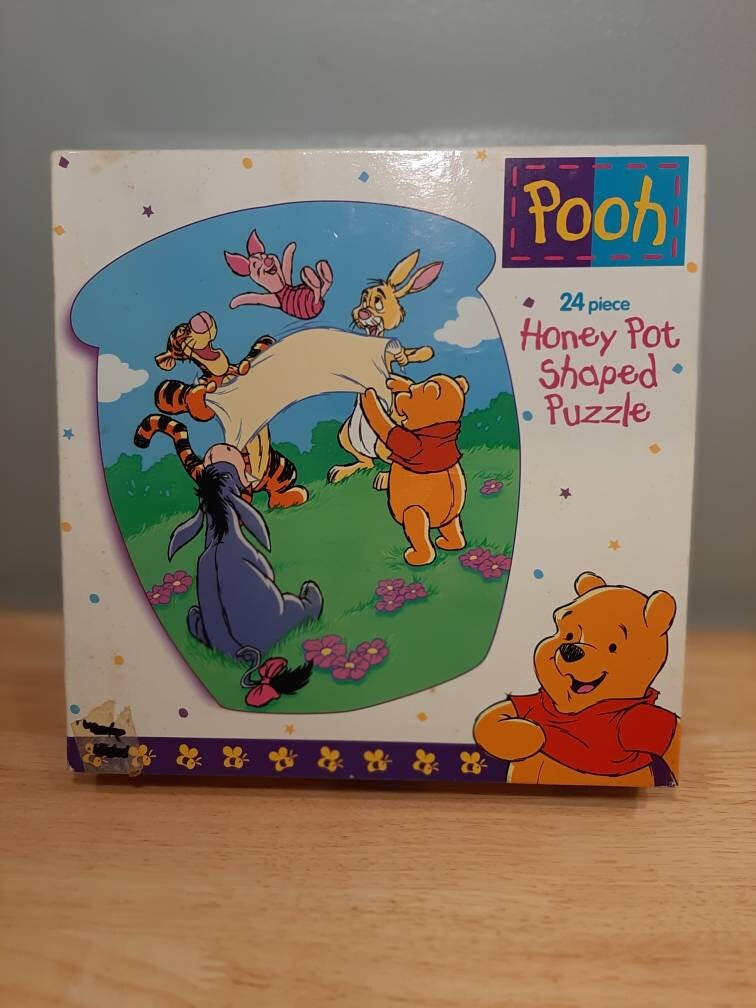 Pooh
24 piece
Honey Pot
Shaped
Puzzle